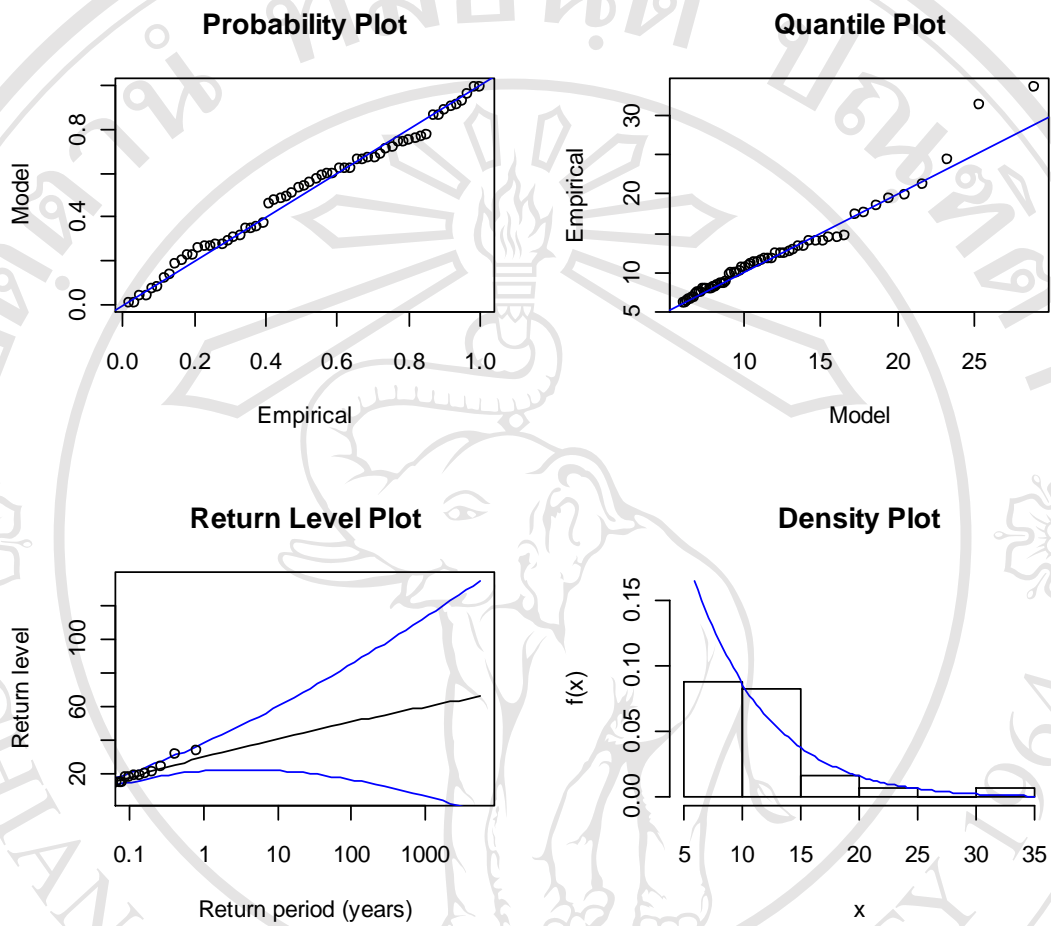 Probability Plot
Model
0.0 0.4 0.8
0.0 0.2 0.4 0.6 0.8 1.0
Empirical
Quantile Plot
Empirical
5 10 20 30
10 15 20 25
Model
Return Level Plot
Return level
20 60 100
0.1 1 10 100 1000
Return period (years)
Density Plot
f(x)
0.00 0.05 0.10 0.15
5 10 15 20 25 30 35
x
1964